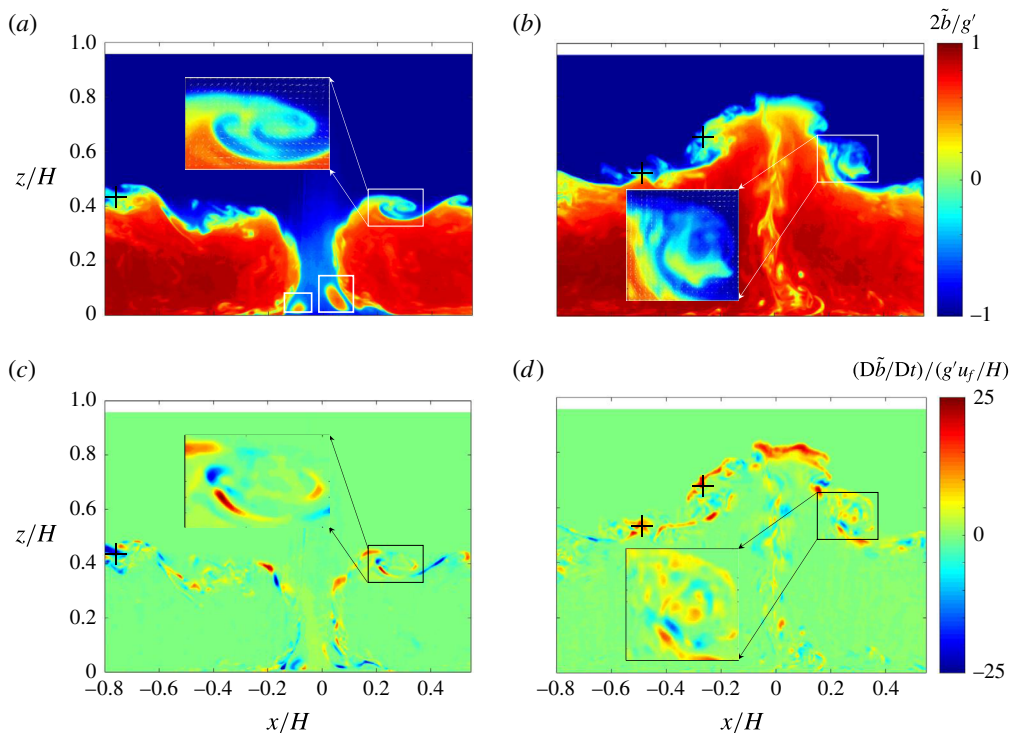 (a) (b) 2b̃/g′
1.0 1
0.8
0.6
z/H 0
0.4
0.2
0 –1
(c) (d) (Db̃/Dt)/(g′u_f/H)
1.0 25
0.8
0.6
z/H 0
0.4
0.2
0 –25
–0.8 –0.6 –0.4 –0.2 0 0.2 0.4 –0.8 –0.6 –0.4 –0.2 0 0.2 0.4
x/H x/H